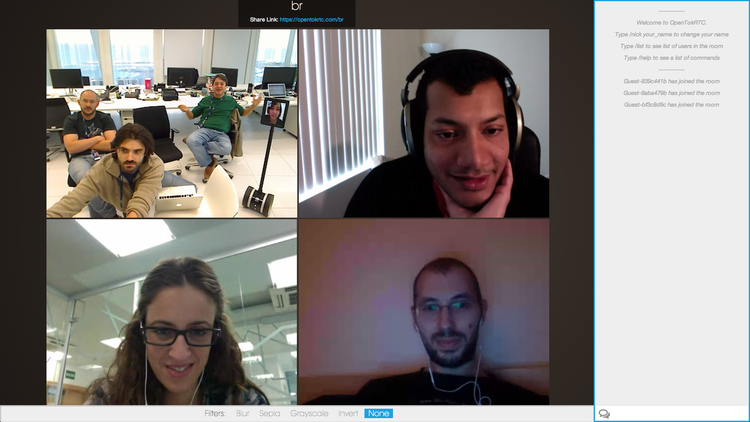 br
Share Link: https://opentokrtc.com/br
Welcome to OpenTokRTC.
Type /nick your_name to change your name
Type /list to see list of users in the room
Type /help to see a list of commands
Guest-839c441b has joined the room
Guest-9aba479b has joined the room
Guest-bf3c8d9c has joined the room
Filters: Blur Sepia Grayscale Invert None